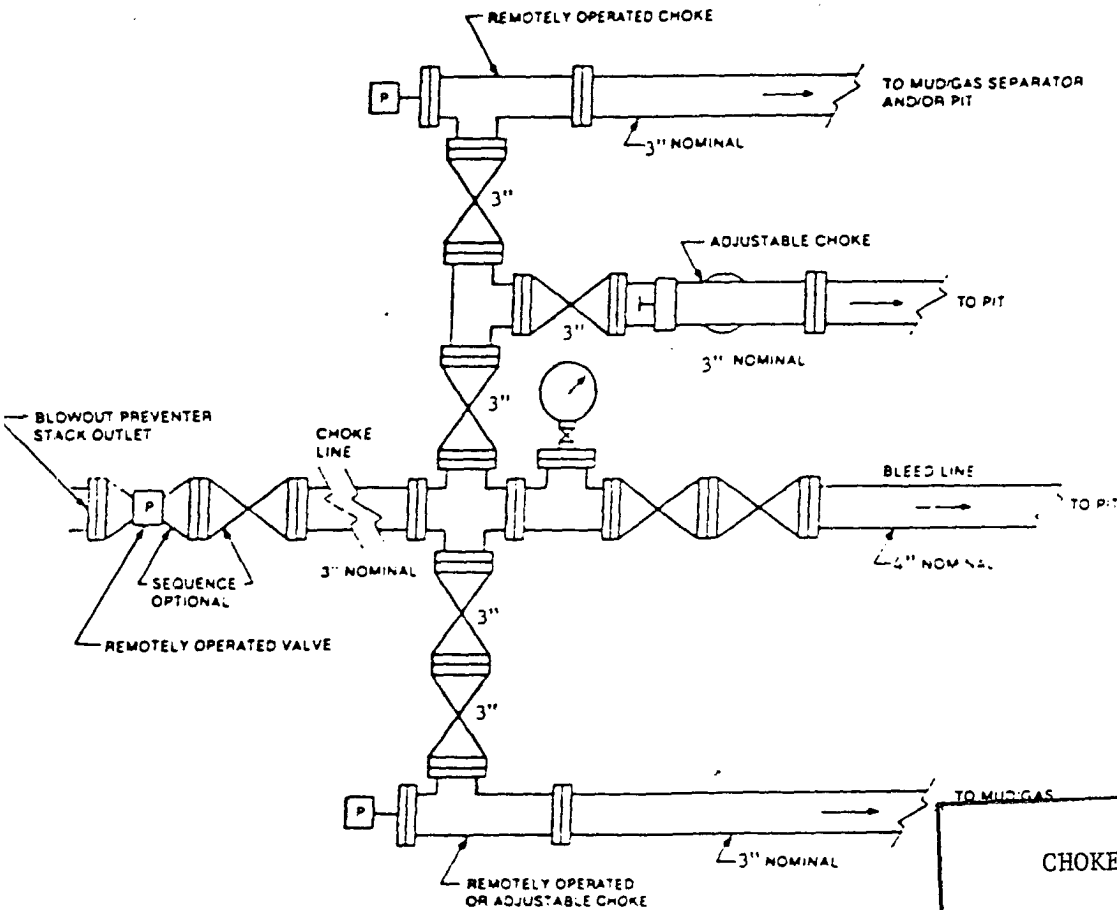 REMOTELY OPERATED CHOKE
P
TO MUD/GAS SEPARATOR
AND/OR PIT
3" NOMINAL
3"
ADJUSTABLE CHOKE
TO PIT
3"
3" NOMINAL
3"
BLOWOUT PREVENTER
STACK OUTLET
CHOKE
LINE
BLEED LINE
P
TO PIT
3" NOMINAL
4" NOMINAL
SEQUENCE
OPTIONAL
3"
REMOTELY OPERATED VALVE
3"
P
TO MUD/GAS
3" NOMINAL
CHOKE
REMOTELY OPERATED
OR ADJUSTABLE CHOKE